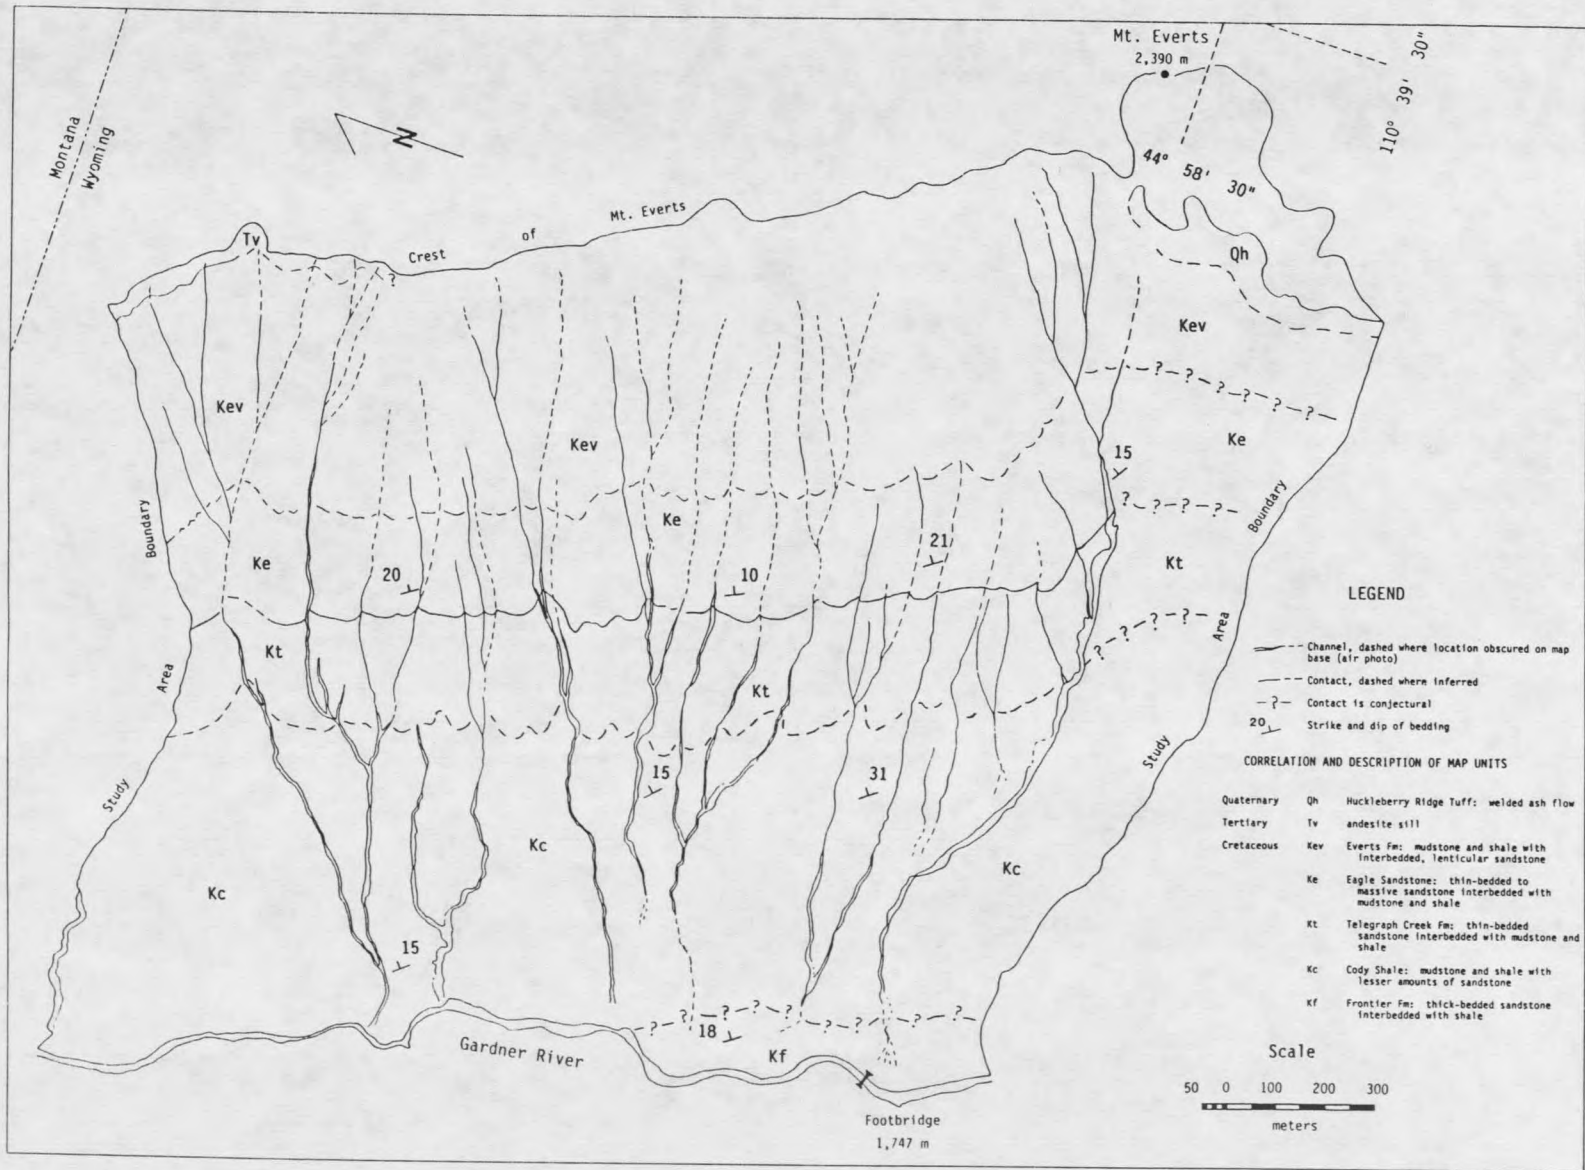 Mt. Everts
2,390 m
30"
39'
110°
44° 58' 30"
Montana
Wyoming
N
Crest of Mt. Everts
Tv
?
Qh
Kev
Kev
Kev
? ? ? ? ? ? ?
Ke
15
? ? ? ?
Ke
Ke
20
10
21
Kt
Kt
Kt
? ? ? ? ?
Study Area Boundary
Study Area Boundary
15
31
Kc
Kc
Kc
15
? ? ? ? ?
? ? ? ? ?
18
Kf
Gardner River
Footbridge
1,747 m
LEGEND
Channel, dashed where location obscured on map
base (air photo)
Contact, dashed where inferred
-?- Contact is conjectural
20 Strike and dip of bedding
CORRELATION AND DESCRIPTION OF MAP UNITS
Quaternary Qh Huckleberry Ridge Tuff: welded ash flow
Tertiary Tv andesite sill
Cretaceous Kev Everts Fm: mudstone and shale with
interbedded, lenticular sandstone
Ke Eagle Sandstone: thin-bedded to
massive sandstone interbedded with
mudstone and shale
Kt Telegraph Creek Fm: thin-bedded
sandstone interbedded with mudstone and
shale
Kc Cody Shale: mudstone and shale with
lesser amounts of sandstone
Kf Frontier Fm: thick-bedded sandstone
interbedded with shale
Scale
50 0 100 200 300
meters